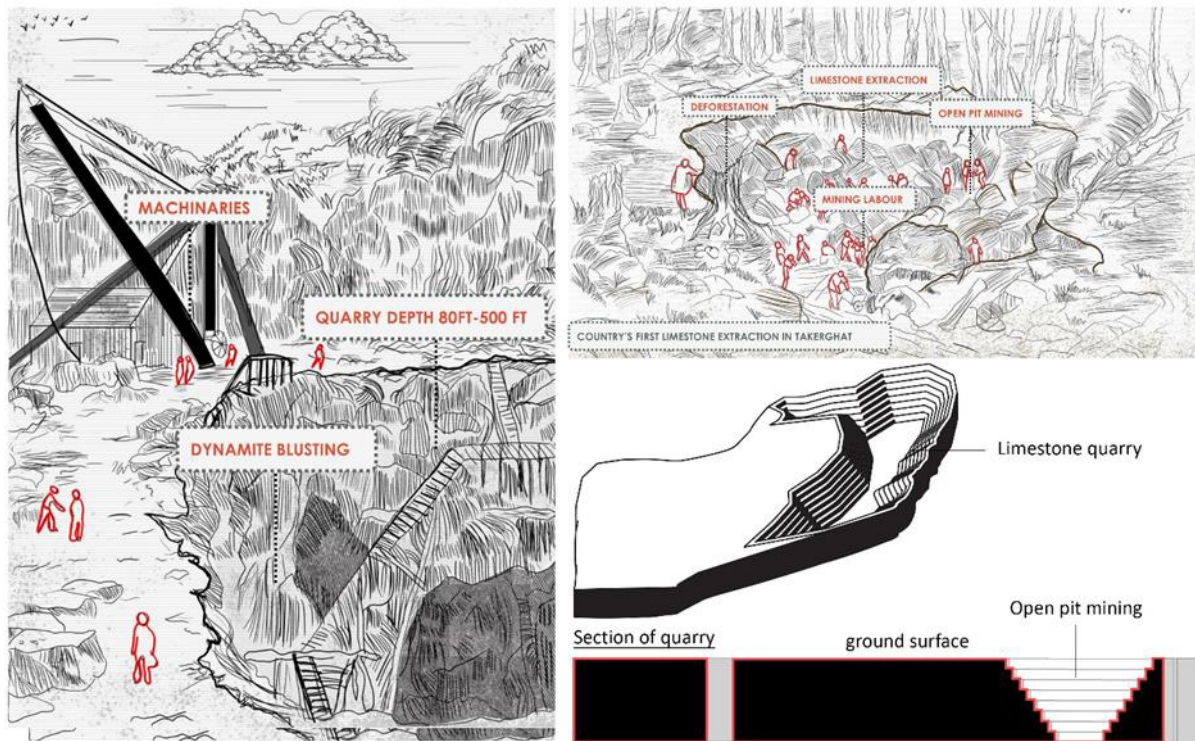 MACHINARIES
QUARRY DEPTH 80FT-500 FT
DYNAMITE BLUSTING
LIMESTONE EXTRACTION
DEFORESTATION
OPEN PIT MINING
MINING LABOUR
COUNTRY'S FIRST LIMESTONE EXTRACTION IN TAKERGHAT
Limestone quarry
Open pit mining
Section of quarry
ground surface